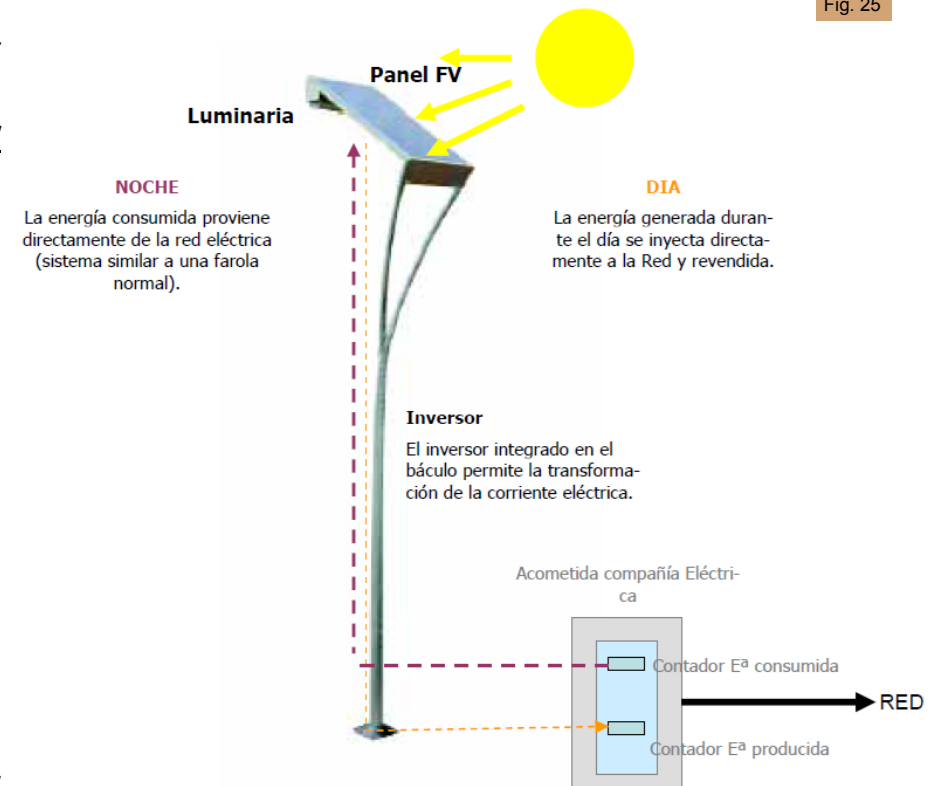 Fig. 25
Panel FV
Luminaria
NOCHE
La energía consumida proviene
directamente de la red eléctrica
(sistema similar a una farola
normal).
DIA
La energía generada duran-
te el día se inyecta directa-
mente a la Red y revendida.
Inversor
El inversor integrado en el
báculo permite la transforma-
ción de la corriente eléctrica.
Acometida compañía Eléctri-
ca
Contador Eª consumida
RED
Contador Eª producida